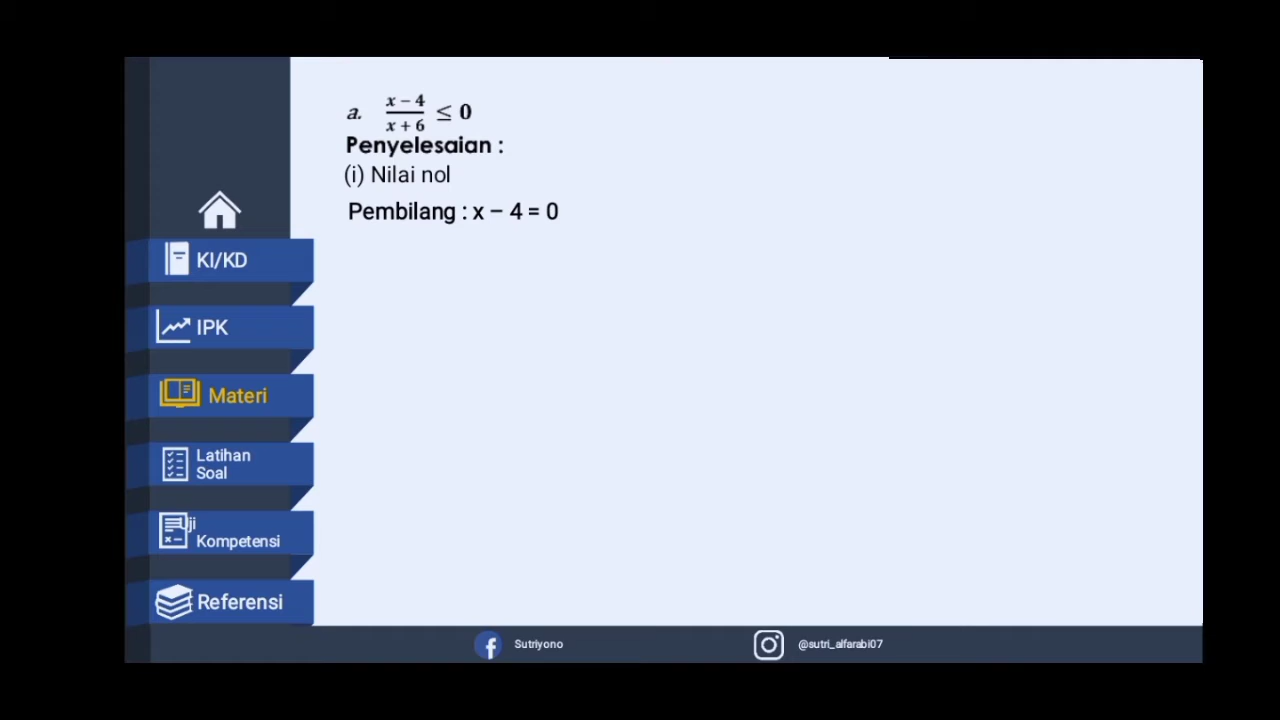 a. x − 4 / x + 6 ≤ 0
Penyelesaian :
(i) Nilai nol
Pembilang : x − 4 = 0
KI/KD
IPK
Materi
Latihan
Soal
Uji
Kompetensi
Referensi
Sutriyono
@sutri_alfarabi07